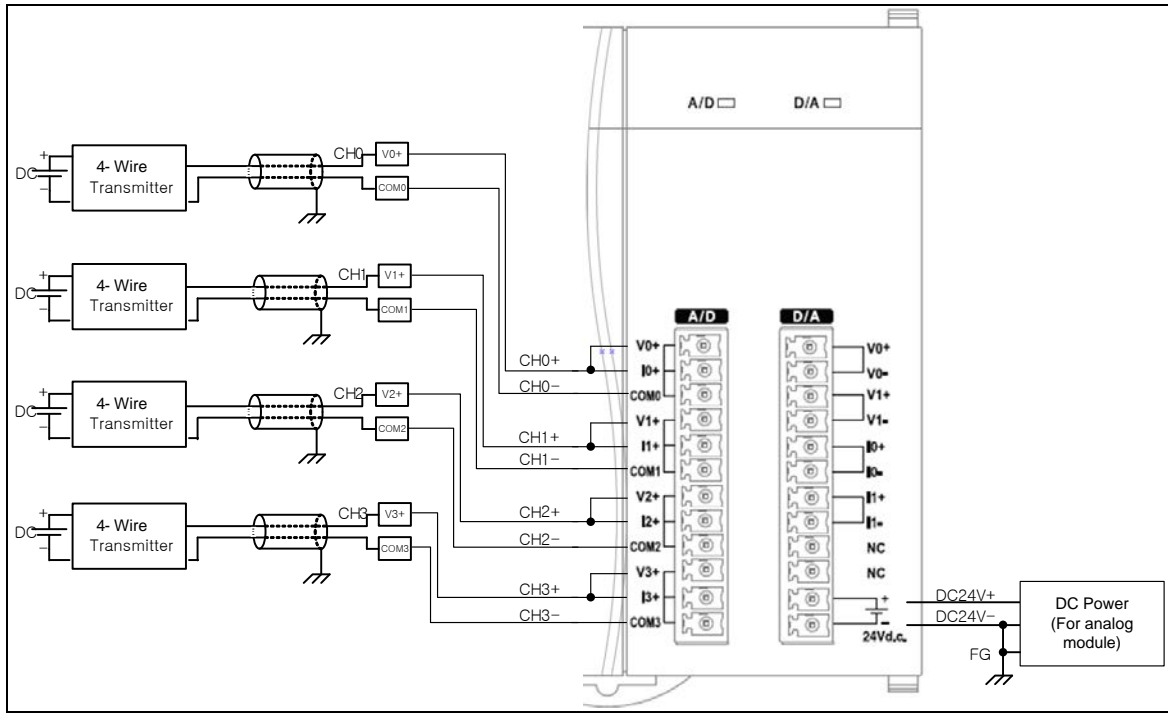 A/D
D/A
DC
+
−
4- Wire
Transmitter
CH0
V0+
COM0
DC
+
−
4- Wire
Transmitter
CH1
V1+
COM1
DC
+
−
4- Wire
Transmitter
CH2
V2+
COM2
DC
+
−
4- Wire
Transmitter
CH3
V3+
COM3
CH0+
CH0−
CH1+
CH1−
CH2+
CH2−
CH3+
CH3−
A/D
V0+
I0+
COM0
V1+
I1+
COM1
V2+
I2+
COM2
V3+
I3+
COM3
D/A
V0+
V0-
V1+
V1-
I0+
I0-
I1+
I1-
NC
NC
+
−
24Vd.c.
DC24V+
DC24V−
FG
DC Power
(For analog
module)